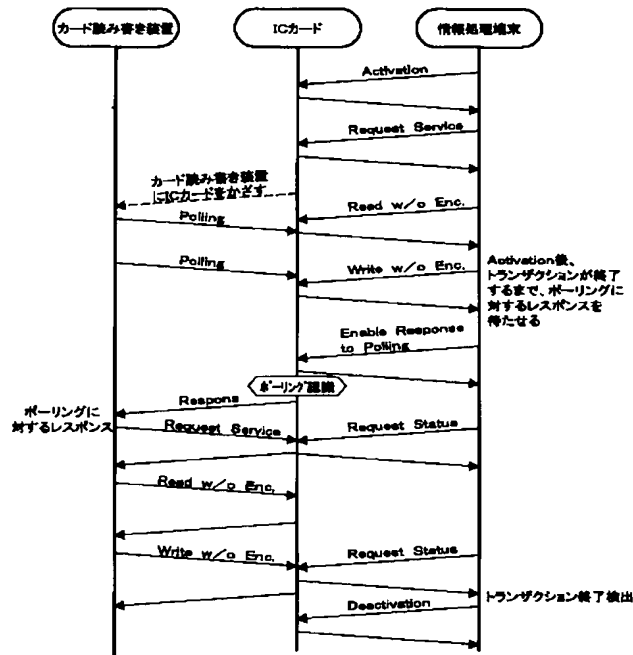 カード読み書き装置
ICカード
情報処理端末
Activation
Request Service
カード読み書き装置
にICカードをかざす
Read w/o Enc.
Polling
Polling
Write w/o Enc.
Activation後、
トランザクションが終了
するまで、ポーリングに
対するレスポンスを
待たせる
Enable Response
to Polling
ポーリング認識
Respons
ポーリングに
対するレスポンス
Request Service
Request Status
Read w/o Enc.
Write w/o Enc.
Request Status
トランザクション終了検出
Deactivation